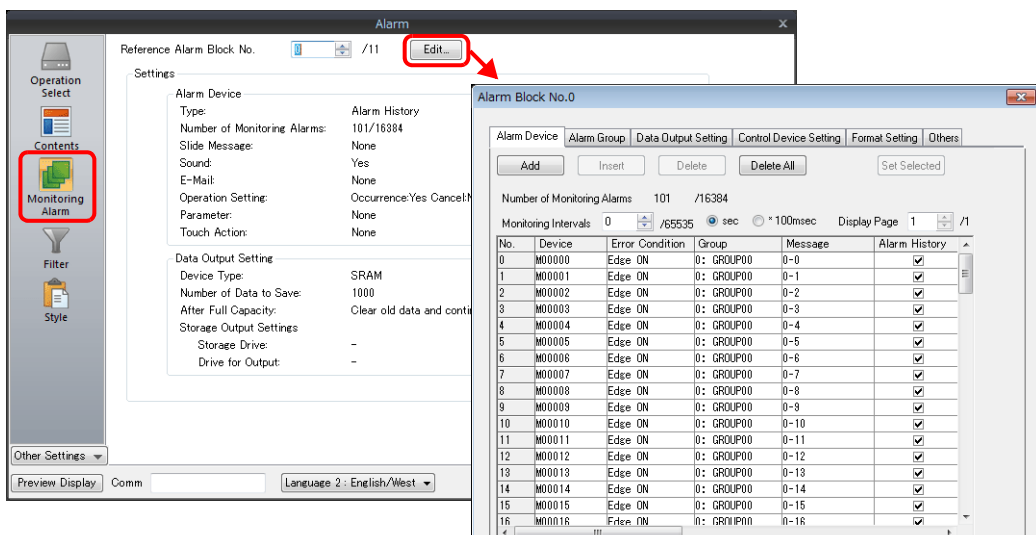 Alarm
Reference Alarm Block No. 0 /11 Edit...
Operation
Select
Contents
Monitoring
Alarm
Filter
Style
Other Settings
Settings
Alarm Device
Type: Alarm History
Number of Monitoring Alarms: 101/16384
Slide Message: None
Sound: Yes
E-Mail: None
Operation Setting: Occurrence:Yes Cancel:
Parameter: None
Touch Action: None
Data Output Setting
Device Type: SRAM
Number of Data to Save: 1000
After Full Capacity: Clear old data and conti
Storage Output Settings
Storage Drive: -
Drive for Output: -
Preview Display Comm Language 2 : English/West
Alarm Block No.0
Alarm Device Alarm Group Data Output Setting Control Device Setting Format Setting Others
Add Insert Delete Delete All Set Selected
Number of Monitoring Alarms 101 /16384
Monitoring Intervals 0 /65535 sec * 100msec Display Page 1 /1
No. Device Error Condition Group Message Alarm History
0 M00000 Edge ON 0: GROUP00 0-0
1 M00001 Edge ON 0: GROUP00 0-1
2 M00002 Edge ON 0: GROUP00 0-2
3 M00003 Edge ON 0: GROUP00 0-3
4 M00004 Edge ON 0: GROUP00 0-4
5 M00005 Edge ON 0: GROUP00 0-5
6 M00006 Edge ON 0: GROUP00 0-6
7 M00007 Edge ON 0: GROUP00 0-7
8 M00008 Edge ON 0: GROUP00 0-8
9 M00009 Edge ON 0: GROUP00 0-9
10 M00010 Edge ON 0: GROUP00 0-10
11 M00011 Edge ON 0: GROUP00 0-11
12 M00012 Edge ON 0: GROUP00 0-12
13 M00013 Edge ON 0: GROUP00 0-13
14 M00014 Edge ON 0: GROUP00 0-14
15 M00015 Edge ON 0: GROUP00 0-15
16 M00016 Edge ON 0: GROUP00 0-16